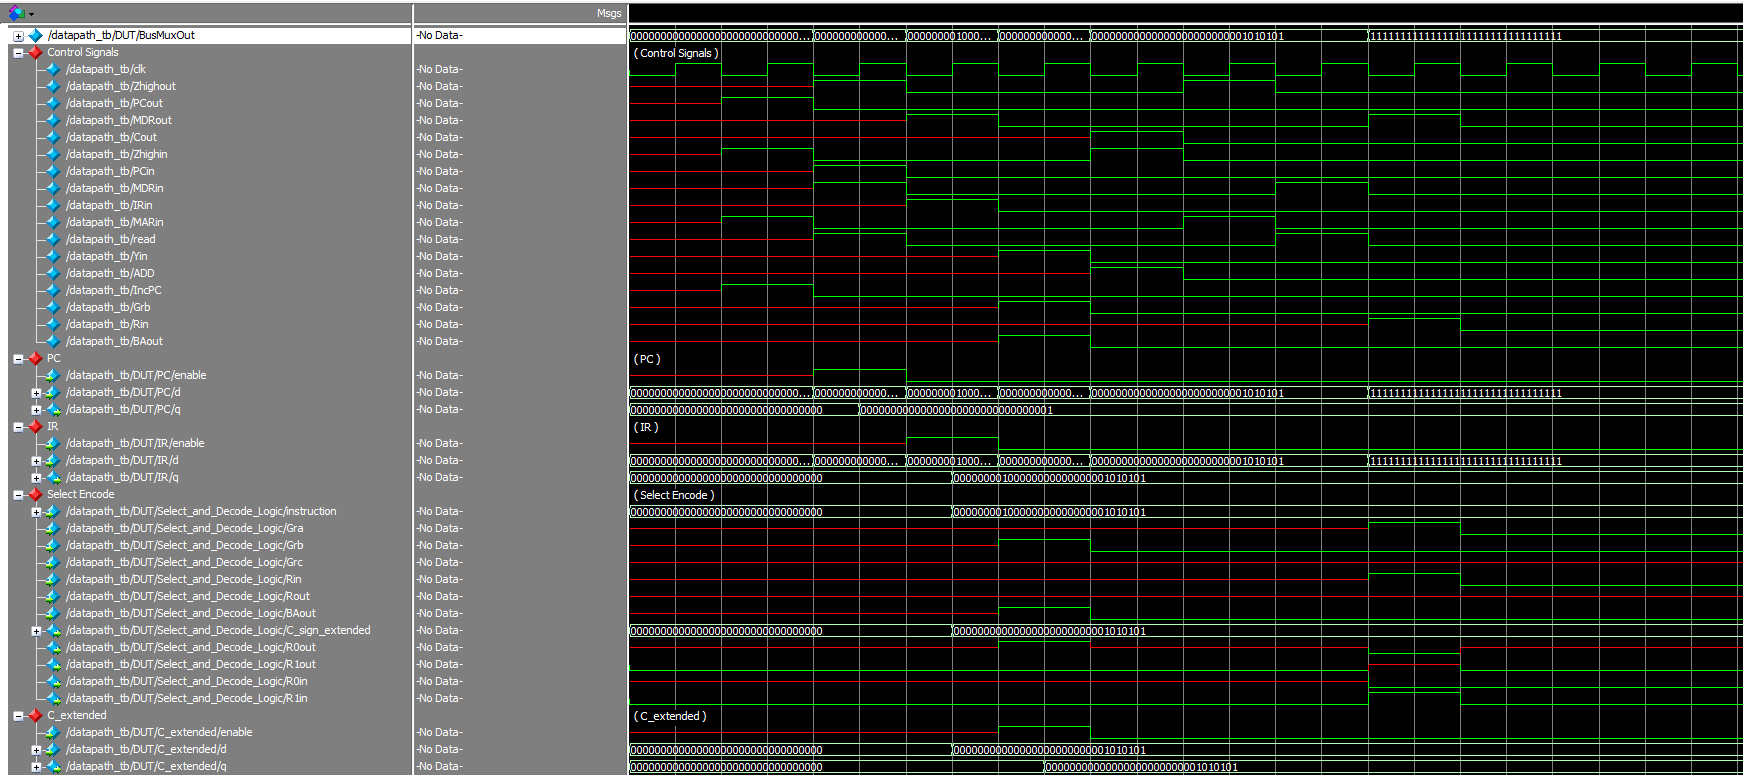 Msgs
/datapath_tb/DUT/BusMuxOut -No Data- 0000000000000000000000000000... 000000000000... 000000001000... 000000000000... 00000000000000000000000001010101 11111111111111111111111111111111
Control Signals ( Control Signals )
/datapath_tb/clk -No Data-
/datapath_tb/Zhighout -No Data-
/datapath_tb/PCout -No Data-
/datapath_tb/MDRout -No Data-
/datapath_tb/Cout -No Data-
/datapath_tb/Zhighin -No Data-
/datapath_tb/PCin -No Data-
/datapath_tb/MDRin -No Data-
/datapath_tb/IRin -No Data-
/datapath_tb/MARin -No Data-
/datapath_tb/read -No Data-
/datapath_tb/Yin -No Data-
/datapath_tb/ADD -No Data-
/datapath_tb/IncPC -No Data-
/datapath_tb/Grb -No Data-
/datapath_tb/Rin -No Data-
/datapath_tb/BAout -No Data-
PC ( PC )
/datapath_tb/DUT/PC/enable -No Data-
/datapath_tb/DUT/PC/d -No Data- 0000000000000000000000000000... 000000000000... 000000001000... 000000000000... 00000000000000000000000001010101 11111111111111111111111111111111
/datapath_tb/DUT/PC/q -No Data- 00000000000000000000000000000000 00000000000000000000000000000001
IR ( IR )
/datapath_tb/DUT/IR/enable -No Data-
/datapath_tb/DUT/IR/d -No Data- 0000000000000000000000000000... 000000000000... 000000001000... 000000000000... 00000000000000000000000001010101 11111111111111111111111111111111
/datapath_tb/DUT/IR/q -No Data- 00000000000000000000000000000000 00000000100000000000000001010101
Select Encode ( Select Encode )
/datapath_tb/DUT/Select_and_Decode_Logic/instruction -No Data- 00000000000000000000000000000000 00000000100000000000000001010101
/datapath_tb/DUT/Select_and_Decode_Logic/Gra -No Data-
/datapath_tb/DUT/Select_and_Decode_Logic/Grb -No Data-
/datapath_tb/DUT/Select_and_Decode_Logic/Grc -No Data-
/datapath_tb/DUT/Select_and_Decode_Logic/Rin -No Data-
/datapath_tb/DUT/Select_and_Decode_Logic/Rout -No Data-
/datapath_tb/DUT/Select_and_Decode_Logic/BAout -No Data-
/datapath_tb/DUT/Select_and_Decode_Logic/C_sign_extended -No Data- 00000000000000000000000000000000 00000000000000000000000001010101
/datapath_tb/DUT/Select_and_Decode_Logic/R0out -No Data-
/datapath_tb/DUT/Select_and_Decode_Logic/R1out -No Data-
/datapath_tb/DUT/Select_and_Decode_Logic/R0in -No Data-
/datapath_tb/DUT/Select_and_Decode_Logic/R1in -No Data-
C_extended ( C_extended )
/datapath_tb/DUT/C_extended/enable -No Data-
/datapath_tb/DUT/C_extended/d -No Data- 00000000000000000000000000000000 00000000000000000000000001010101
/datapath_tb/DUT/C_extended/q -No Data- 00000000000000000000000000000000 00000000000000000000000001010101